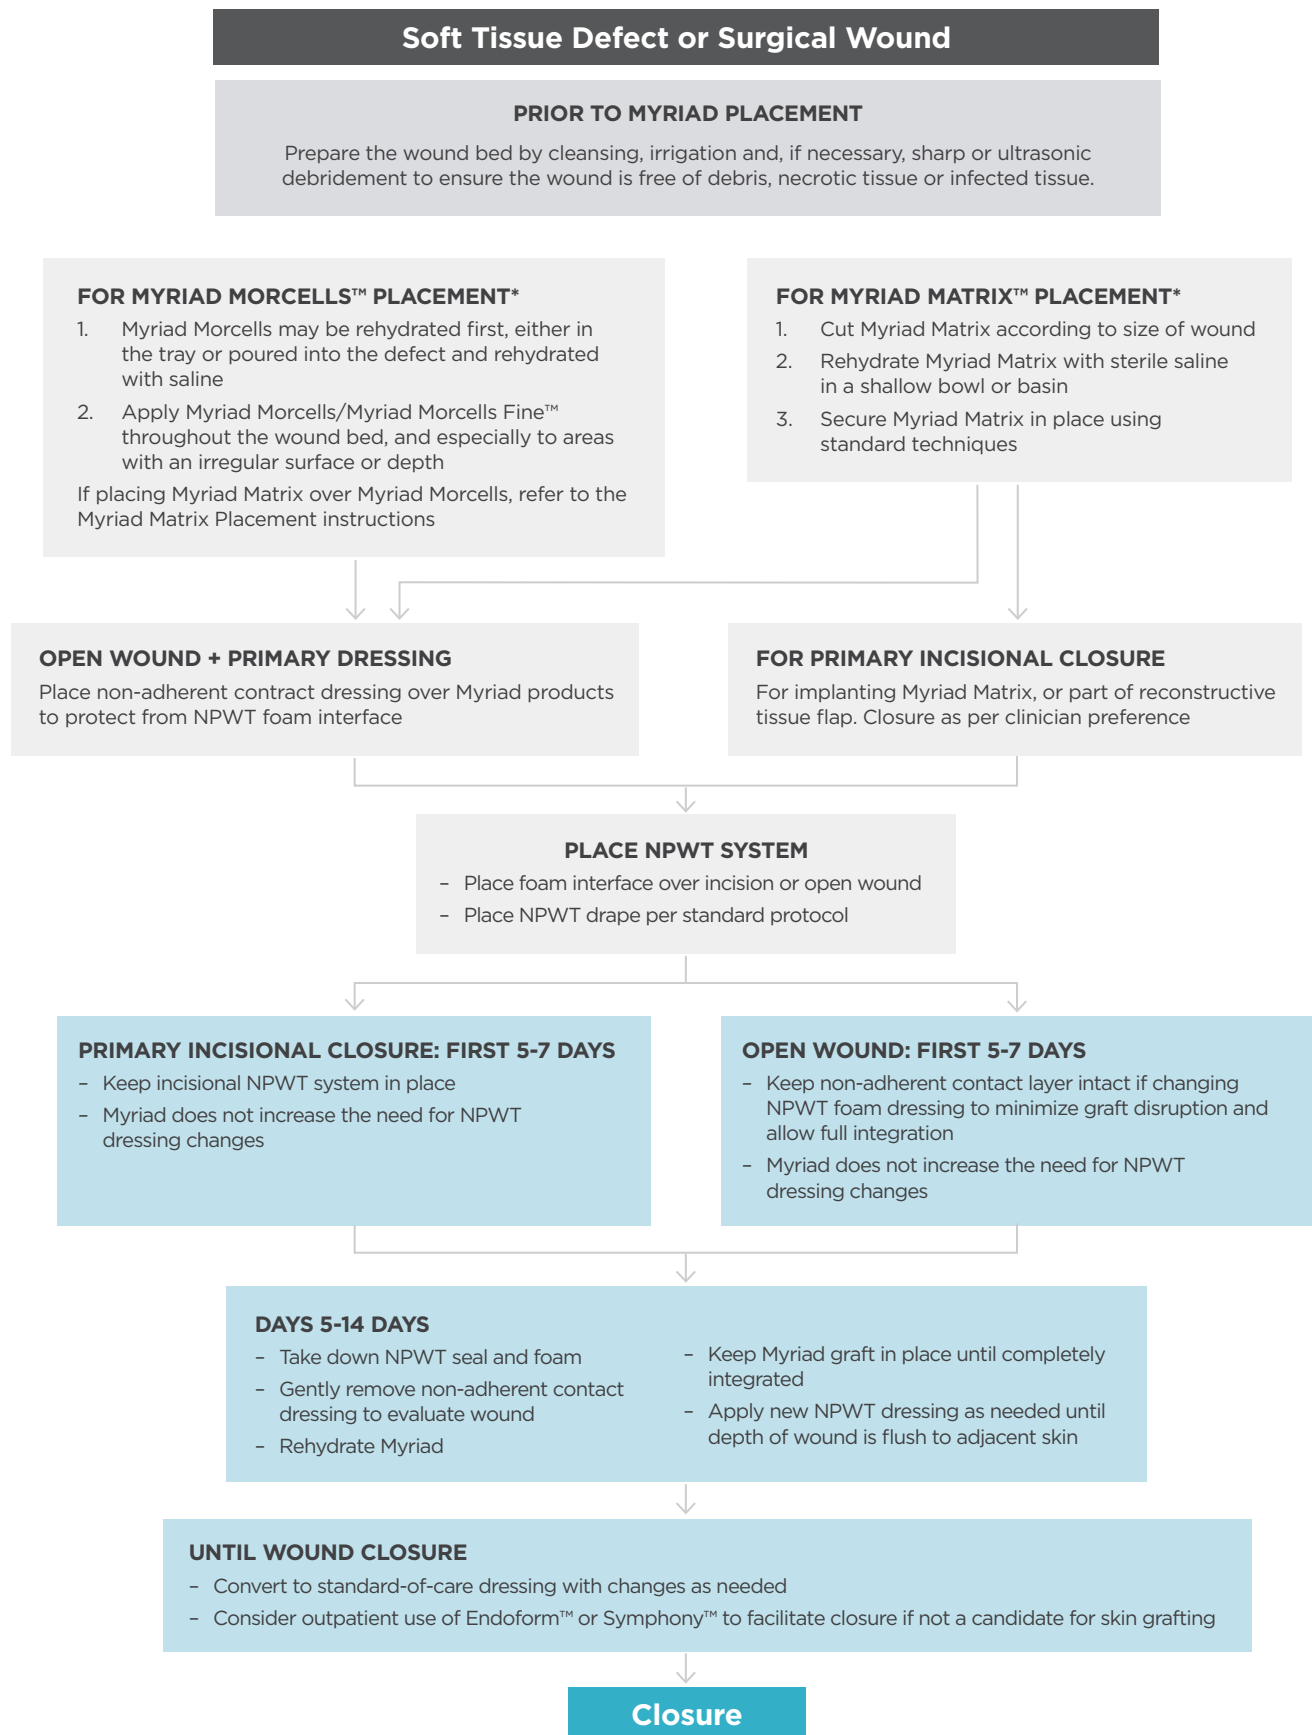 Soft Tissue Defect or Surgical Wound
PRIOR TO MYRIAD PLACEMENT
Prepare the wound bed by cleansing, irrigation and, if necessary, sharp or ultrasonic
debridement to ensure the wound is free of debris, necrotic tissue or infected tissue.
FOR MYRIAD MORCELLS™ PLACEMENT*
1. Myriad Morcells may be rehydrated first, either in
the tray or poured into the defect and rehydrated
with saline
2. Apply Myriad Morcells/Myriad Morcells Fine™
throughout the wound bed, and especially to areas
with an irregular surface or depth
If placing Myriad Matrix over Myriad Morcells, refer to the
Myriad Matrix Placement instructions
FOR MYRIAD MATRIX™ PLACEMENT*
1. Cut Myriad Matrix according to size of wound
2. Rehydrate Myriad Matrix with sterile saline
in a shallow bowl or basin
3. Secure Myriad Matrix in place using
standard techniques
OPEN WOUND + PRIMARY DRESSING
Place non-adherent contract dressing over Myriad products
to protect from NPWT foam interface
FOR PRIMARY INCISIONAL CLOSURE
For implanting Myriad Matrix, or part of reconstructive
tissue flap. Closure as per clinician preference
PLACE NPWT SYSTEM
– Place foam interface over incision or open wound
– Place NPWT drape per standard protocol
PRIMARY INCISIONAL CLOSURE: FIRST 5-7 DAYS
– Keep incisional NPWT system in place
– Myriad does not increase the need for NPWT
dressing changes
OPEN WOUND: FIRST 5-7 DAYS
– Keep non-adherent contact layer intact if changing
NPWT foam dressing to minimize graft disruption and
allow full integration
– Myriad does not increase the need for NPWT
dressing changes
DAYS 5-14 DAYS
– Take down NPWT seal and foam
– Gently remove non-adherent contact
dressing to evaluate wound
– Rehydrate Myriad
– Keep Myriad graft in place until completely
integrated
– Apply new NPWT dressing as needed until
depth of wound is flush to adjacent skin
UNTIL WOUND CLOSURE
– Convert to standard-of-care dressing with changes as needed
– Consider outpatient use of Endoform™ or Symphony™ to facilitate closure if not a candidate for skin grafting
Closure